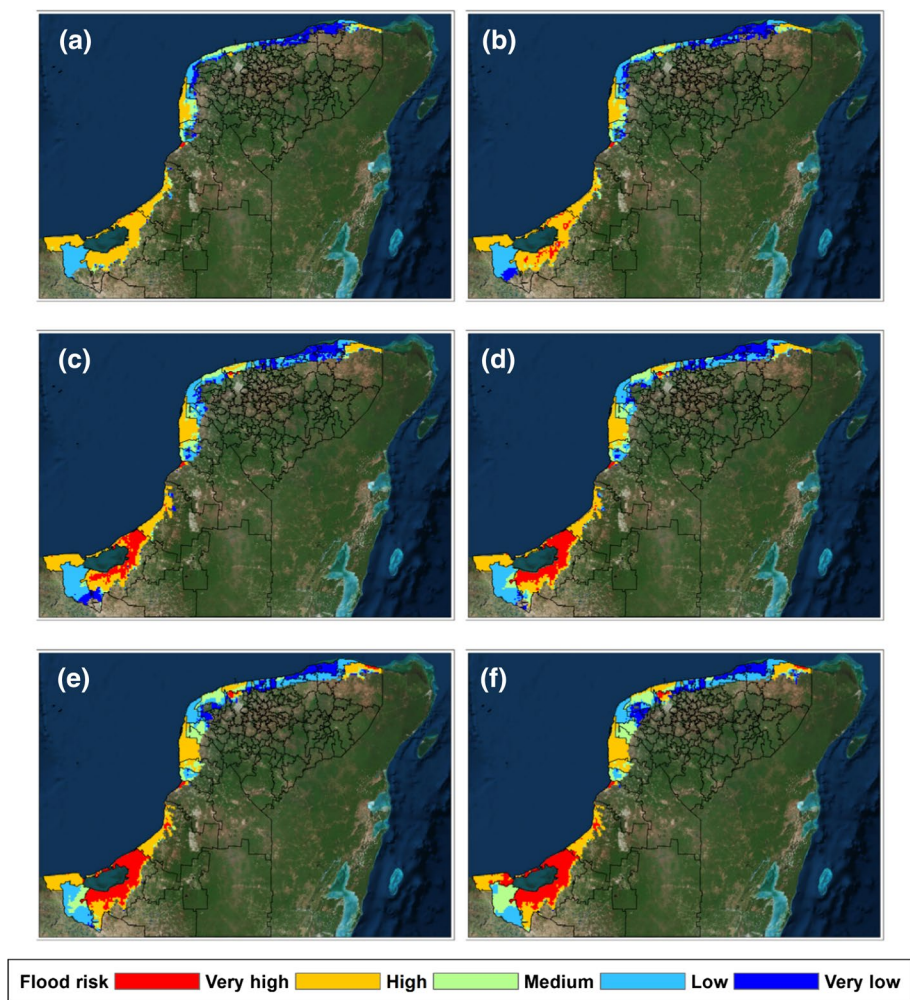 (a)
(b)
(c)
(d)
(e)
(f)
Flood risk Very high High Medium Low Very low